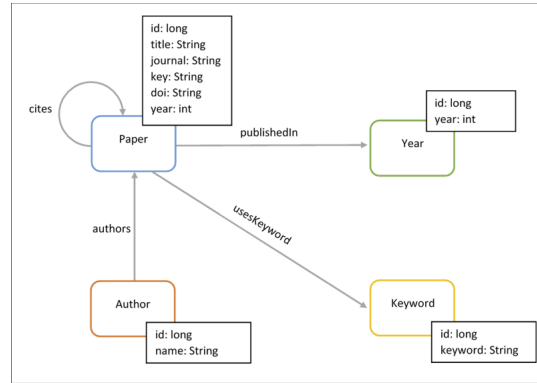 id: long
title: String
journal: String
key: String
doi: String
year: int
cites
Paper
publishedIn
id: long
year: int
Year
usesKeyword
authors
Author
id: long
name: String
Keyword
id: long
keyword: String